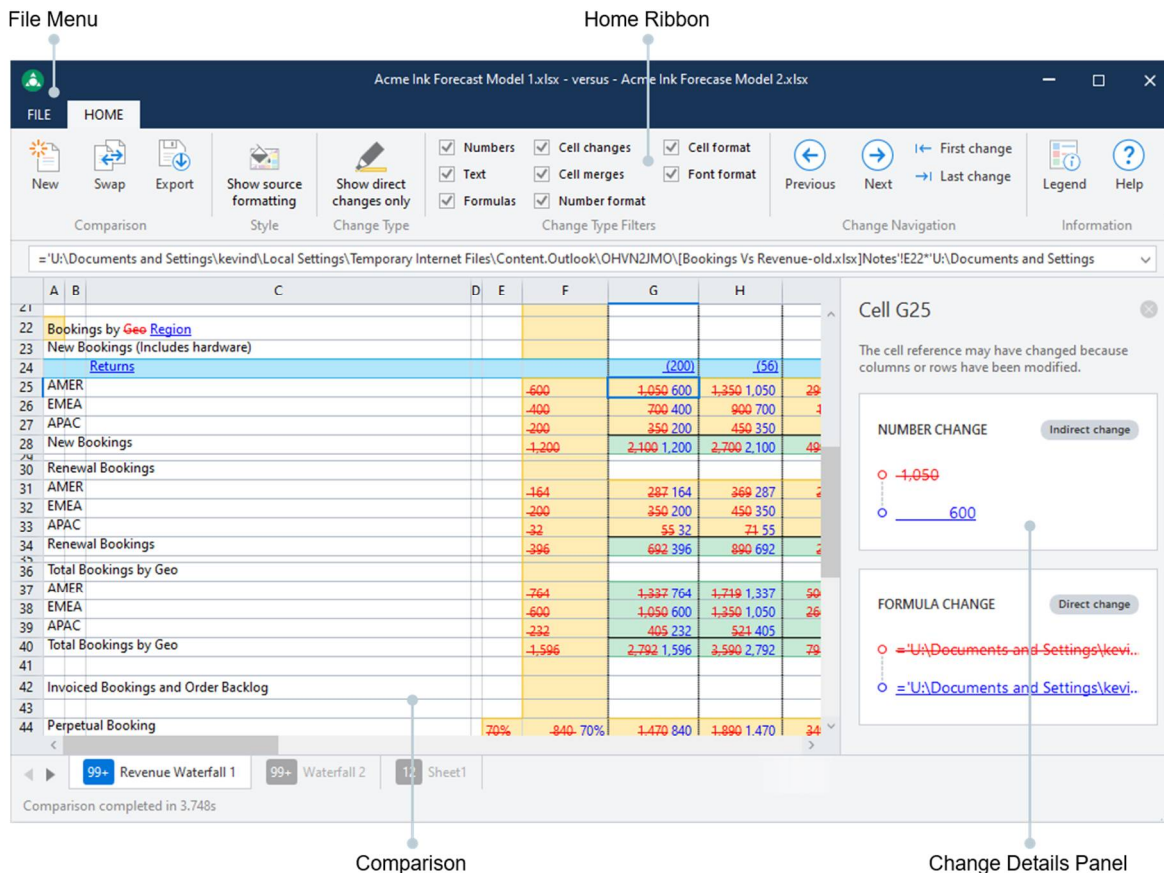 File Menu
Home Ribbon
Acme Ink Forecast Model 1.xlsx - versus - Acme Ink Forecase Model 2.xlsx
FILE HOME
New Swap Export
Show source formatting
Show direct changes only
Numbers Cell changes Cell format
Text Cell merges Font format
Formulas Number format
Previous Next
First change
Last change
Legend Help
Comparison Style Change Type Change Type Filters Change Navigation Information
='U:\Documents and Settings\kevind\Local Settings\Temporary Internet Files\Content.Outlook\OHVN2JMO\[Bookings Vs Revenue-old.xlsx]Notes'!E22*'U:\Documents and Settings
A B C D E F G H
21
22 Bookings by Geo Region
23 New Bookings (Includes hardware)
24 Returns (200) (56)
25 AMER 600 1,050 600 1,350 1,050 29
26 EMEA 400 700 400 900 700 1
27 APAC 200 350 200 450 350
28 New Bookings 1,200 2,100 1,200 2,700 2,100 49
29
30 Renewal Bookings
31 AMER 164 287 164 369 287 2
32 EMEA 200 350 200 450 350
33 APAC 32 55 32 71 55
34 Renewal Bookings 396 692 396 890 692 2
35
36 Total Bookings by Geo
37 AMER 764 1,337 764 1,719 1,337 50
38 EMEA 600 1,050 600 1,350 1,050 26
39 APAC 232 405 232 521 405
40 Total Bookings by Geo 1,596 2,792 1,596 3,590 2,792 79
41
42 Invoiced Bookings and Order Backlog
43
44 Perpetual Booking 70% 840 70% 1,470 840 1,890 1,470 34
Cell G25
The cell reference may have changed because
columns or rows have been modified.
NUMBER CHANGE Indirect change
1,050
600
FORMULA CHANGE Direct change
='U:\Documents and Settings\kevi...
='U:\Documents and Settings\kevi...
99+ Revenue Waterfall 1 99+ Waterfall 2 12 Sheet1
Comparison completed in 3.748s
Comparison
Change Details Panel